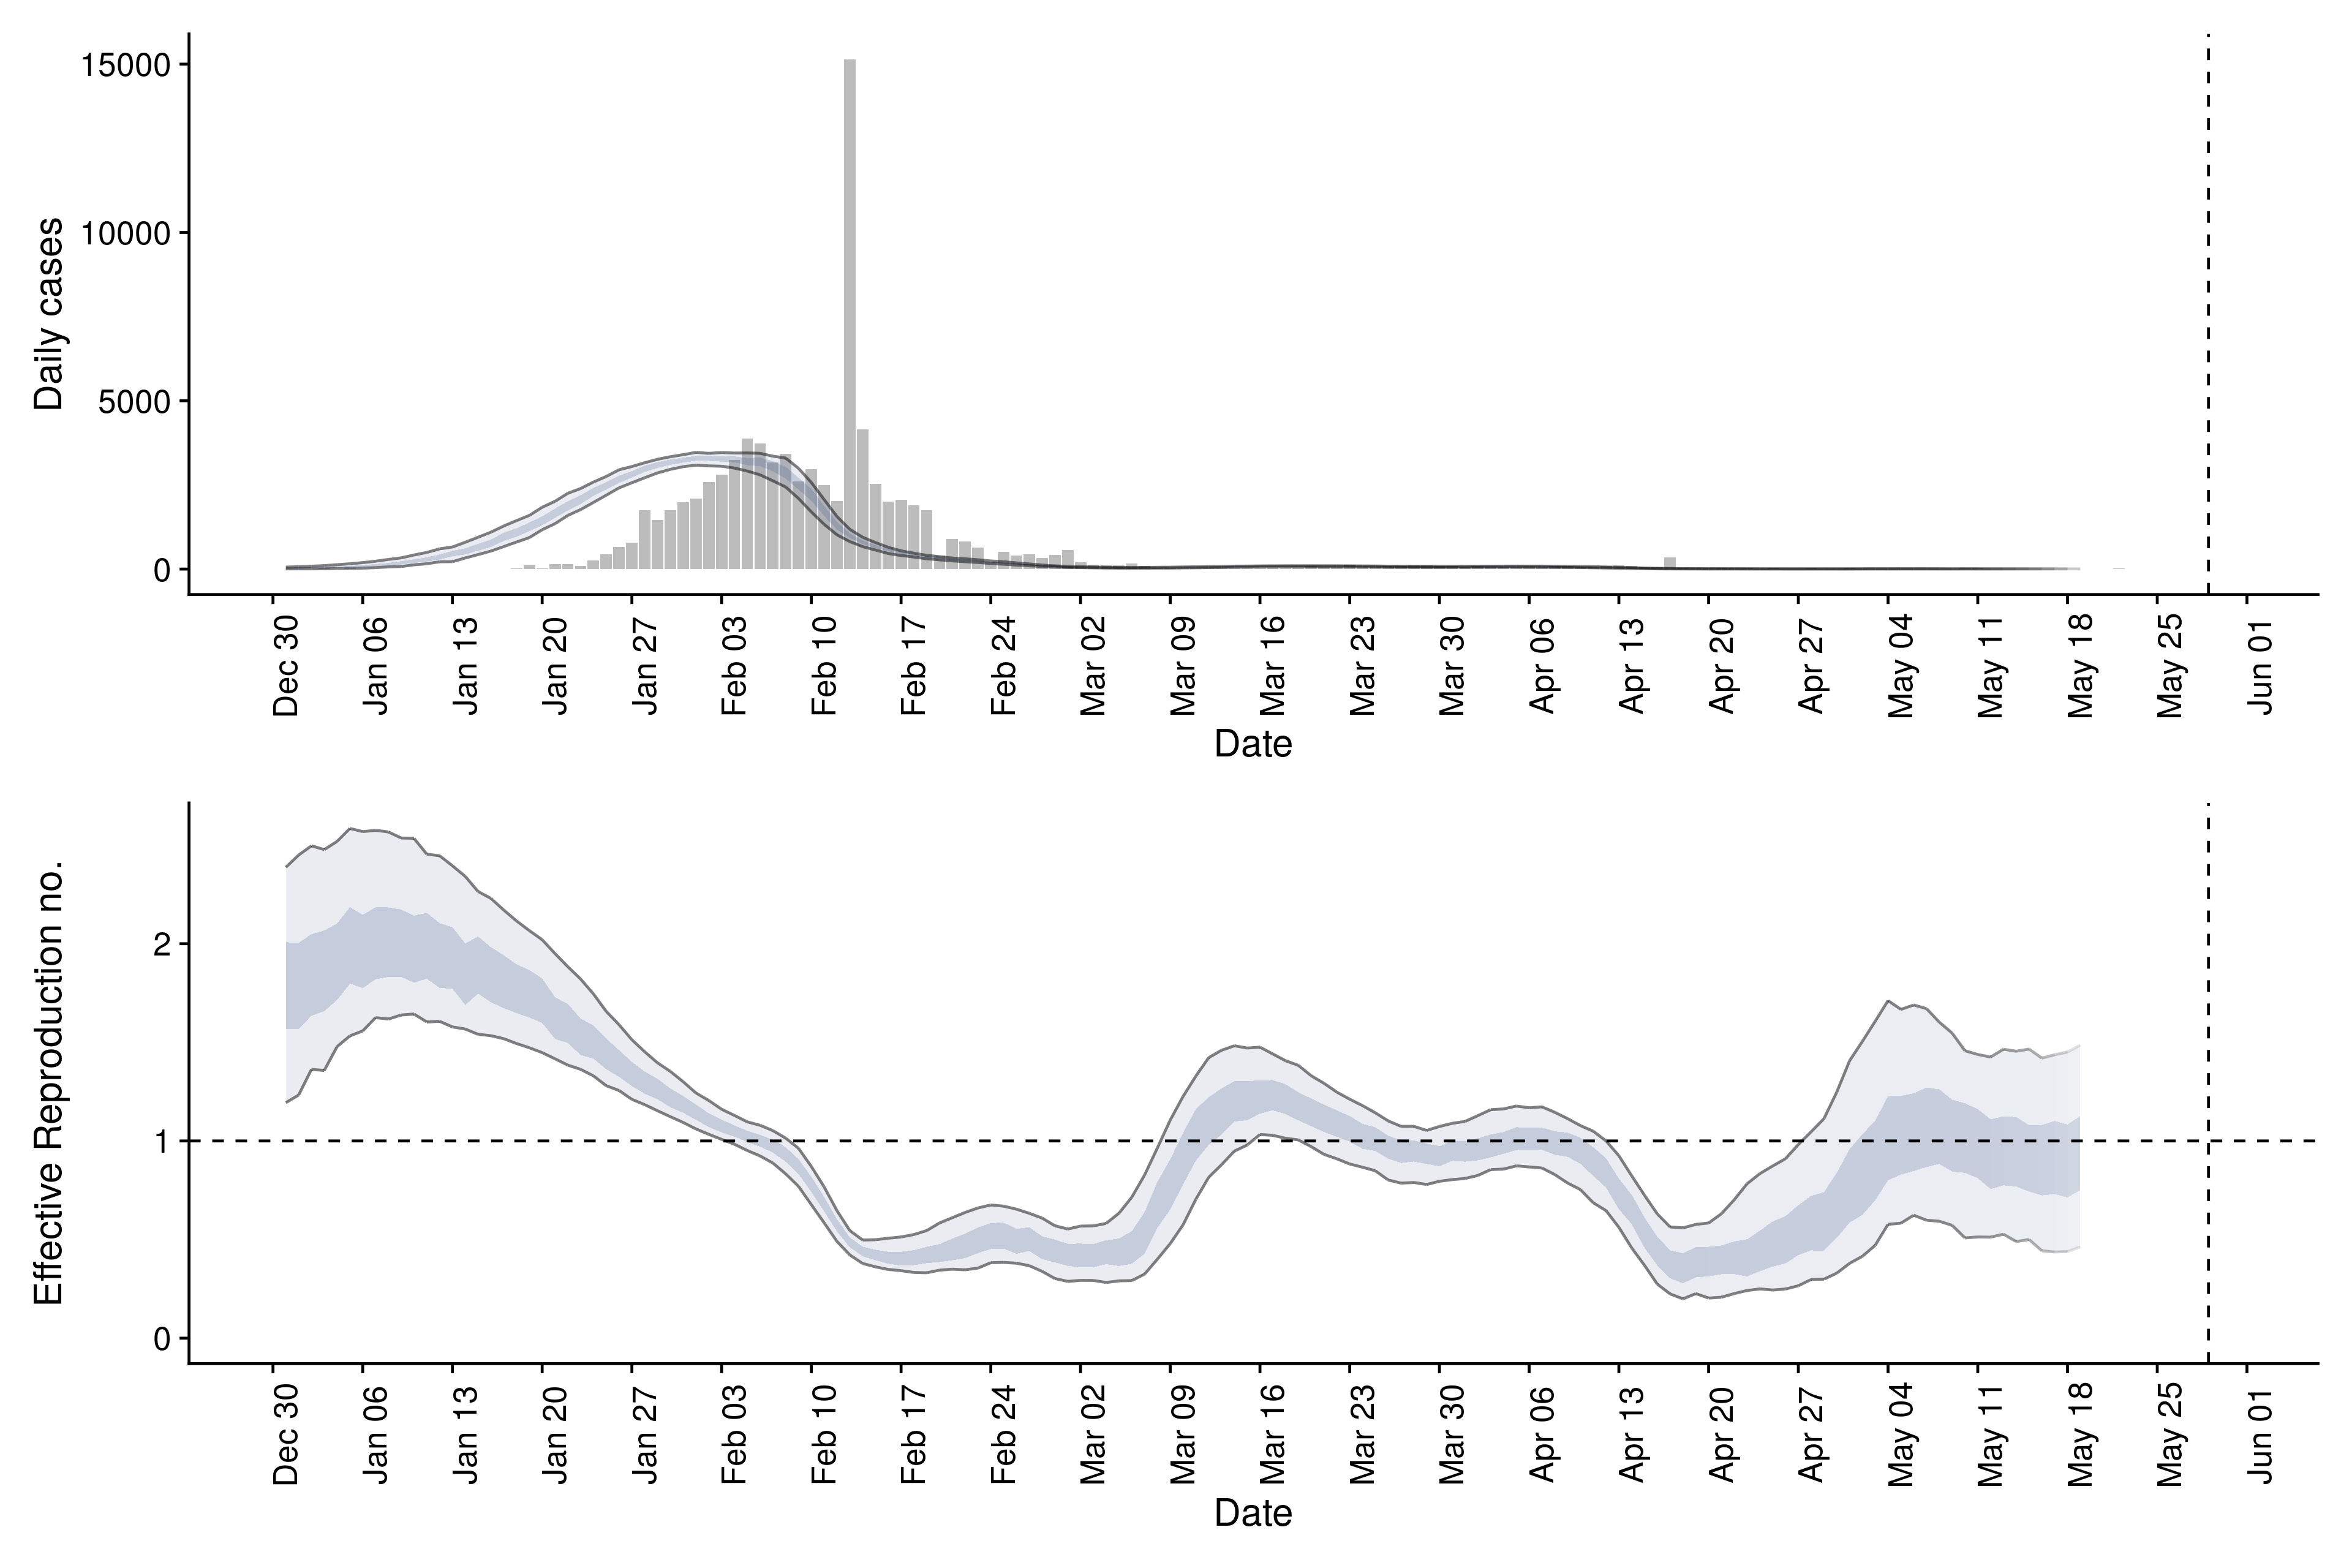 15000
10000
5000
0
Daily cases
Dec 30 Jan 06 Jan 13 Jan 20 Jan 27 Feb 03 Feb 10 Feb 17 Feb 24 Mar 02 Mar 09 Mar 16 Mar 23 Mar 30 Apr 06 Apr 13 Apr 20 Apr 27 May 04 May 11 May 18 May 25 Jun 01
Date
2
1
0
Effective Reproduction no.
Dec 30 Jan 06 Jan 13 Jan 20 Jan 27 Feb 03 Feb 10 Feb 17 Feb 24 Mar 02 Mar 09 Mar 16 Mar 23 Mar 30 Apr 06 Apr 13 Apr 20 Apr 27 May 04 May 11 May 18 May 25 Jun 01
Date